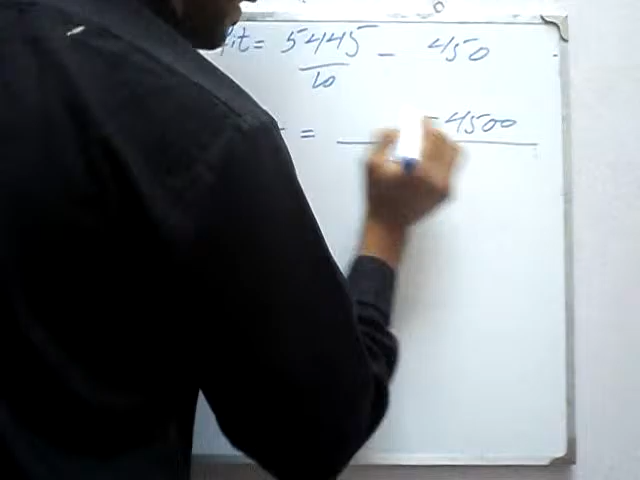 fit = 5445/10 - 450
= - 4500